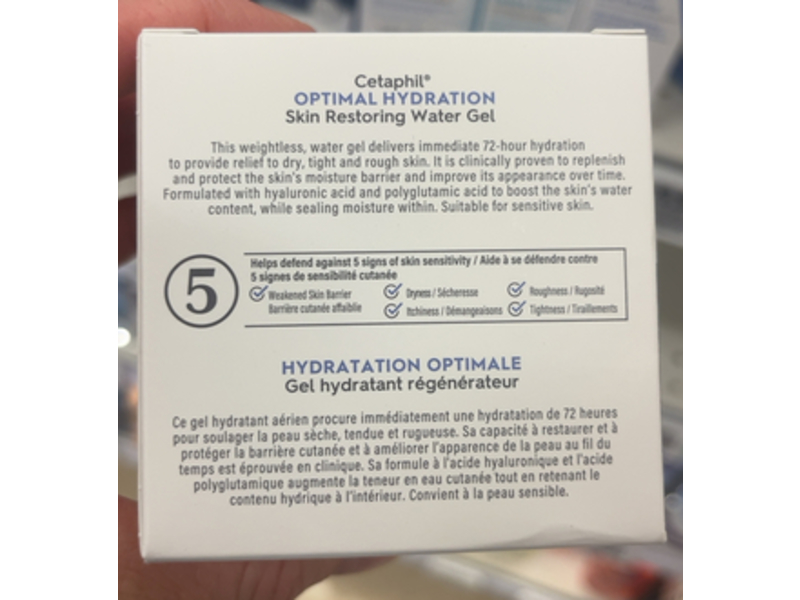 Cetaphil®
OPTIMAL HYDRATION
Skin Restoring Water Gel
This weightless, water gel delivers immediate 72-hour hydration
to provide relief to dry, tight and rough skin. It is clinically proven to replenish
and protect the skin's moisture barrier and improve its appearance over time.
Formulated with hyaluronic acid and polyglutamic acid to boost the skin's water
content, while sealing moisture within. Suitable for sensitive skin.
5
Helps defend against 5 signs of skin sensitivity / Aide à se défendre contre
5 signes de sensibilité cutanée
Weakened Skin Barrier
Barrière cutanée affaiblie
Dryness / Sécheresse
Itchiness / Démangeaisons
Roughness / Rugosité
Tightness / Tiraillements
HYDRATATION OPTIMALE
Gel hydratant régénérateur
Ce gel hydratant aérien procure immédiatement une hydratation de 72 heures
pour soulager la peau sèche, tendue et rugueuse. Sa capacité à restaurer et à
protéger la barrière cutanée et à améliorer l'apparence de la peau au fil du
temps est éprouvée en clinique. Sa formule à l'acide hyaluronique et l'acide
polyglutamique augmente la teneur en eau cutanée tout en retenant le
contenu hydrique à l'intérieur. Convient à la peau sensible.